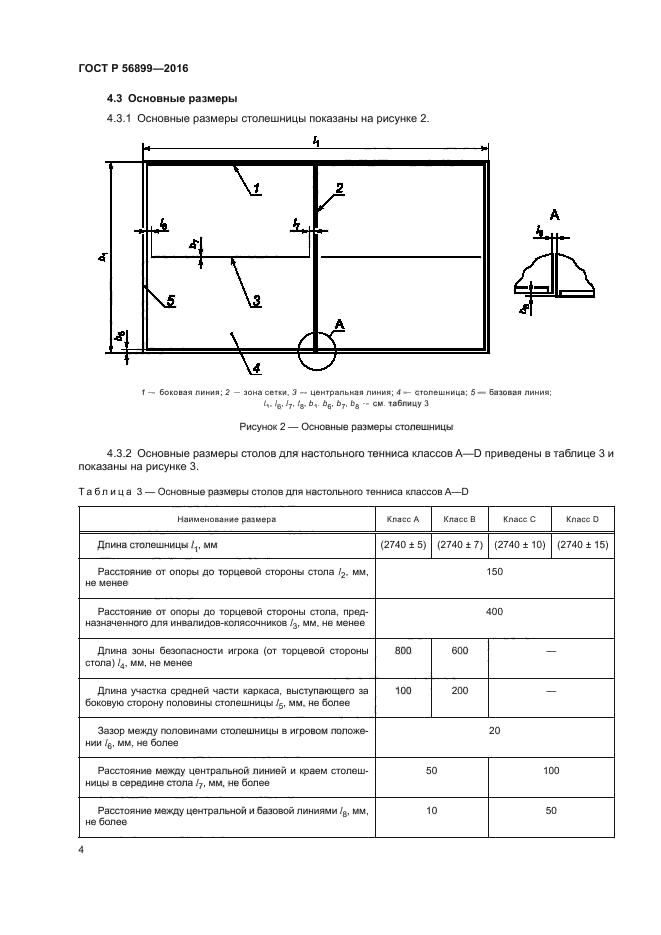 ГОСТ Р 56899—2016
4.3 Основные размеры
4.3.1 Основные размеры столешницы показаны на рисунке 2.
l1
1
2
А
l8
l7
b7
l6
b1
5
3
b8
b6
А
4
1 — боковая линия; 2 — зона сетки, 3 — центральная линия; 4 — столешница; 5 — базовая линия;
l1, l6, l7, l8, b1, b6, b7, b8 -- см. таблицу 3
Рисунок 2 — Основные размеры столешницы
4.3.2 Основные размеры столов для настольного тенниса классов А—D приведены в таблице 3 и
показаны на рисунке 3.
Таблица 3 — Основные размеры столов для настольного тенниса классов А—D
Наименование размера Класс А Класс В Класс С Класс D
Длина столешницы l1, мм (2740 ± 5) (2740 ± 7) (2740 ± 10) (2740 ± 15)
Расстояние от опоры до торцевой стороны стола l2, мм, 150
не менее
Расстояние от опоры до торцевой стороны стола, пред- 400
назначенного для инвалидов-колясочников l3, мм, не менее
Длина зоны безопасности игрока (от торцевой стороны 800 600 —
стола) l4, мм, не менее
Длина участка средней части каркаса, выступающего за 100 200 —
боковую сторону половины столешницы l5, мм, не более
Зазор между половинами столешницы в игровом положе- 20
нии l6, мм, не более
Расстояние между центральной линией и краем столеш- 50 100
ницы в середине стола l7, мм, не более
Расстояние между центральной и базовой линиями l8, мм, 10 50
не более
4